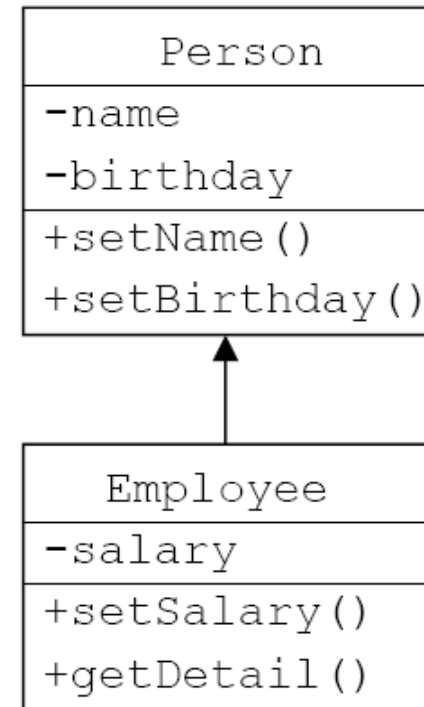 Person
-name
-birthday
+setName()
+setBirthday()
Employee
-salary
+setSalary()
+getDetail()